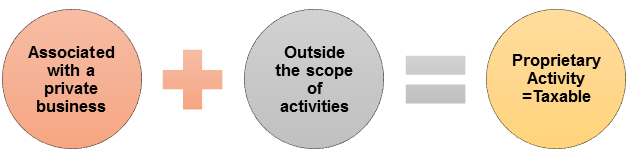 Associated
with a
private
business
Outside
the scope
of
activities
Proprietary
Activity
=Taxable